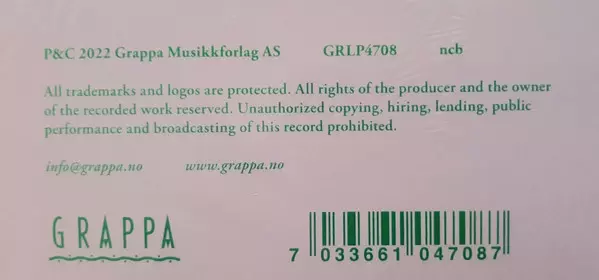 P&C 2022 Grappa Musikkforlag AS GRLP4708 ncb
All trademarks and logos are protected. All rights of the producer and the owner
of the recorded work reserved. Unauthorized copying, hiring, lending, public
performance and broadcasting of this record prohibited.
info@grappa.no www.grappa.no
GRAPPA
7 033661 047087